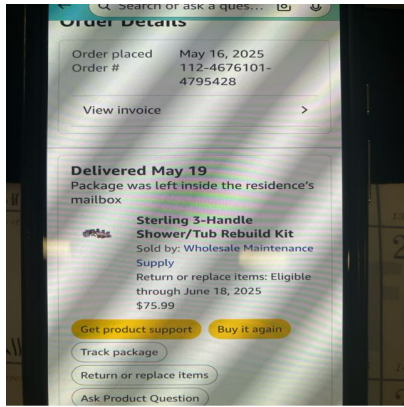 Search or ask a ques...
Order Details
Order placed May 16, 2025
Order # 112-4676101-
4795428
View invoice >
Delivered May 19
Package was left inside the residence's
mailbox
Sterling 3-Handle
Shower/Tub Rebuild Kit
Sold by: Wholesale Maintenance
Supply
Return or replace items: Eligible
through June 18, 2025
$75.99
Get product support
Buy it again
Track package
Return or replace items
Ask Product Question